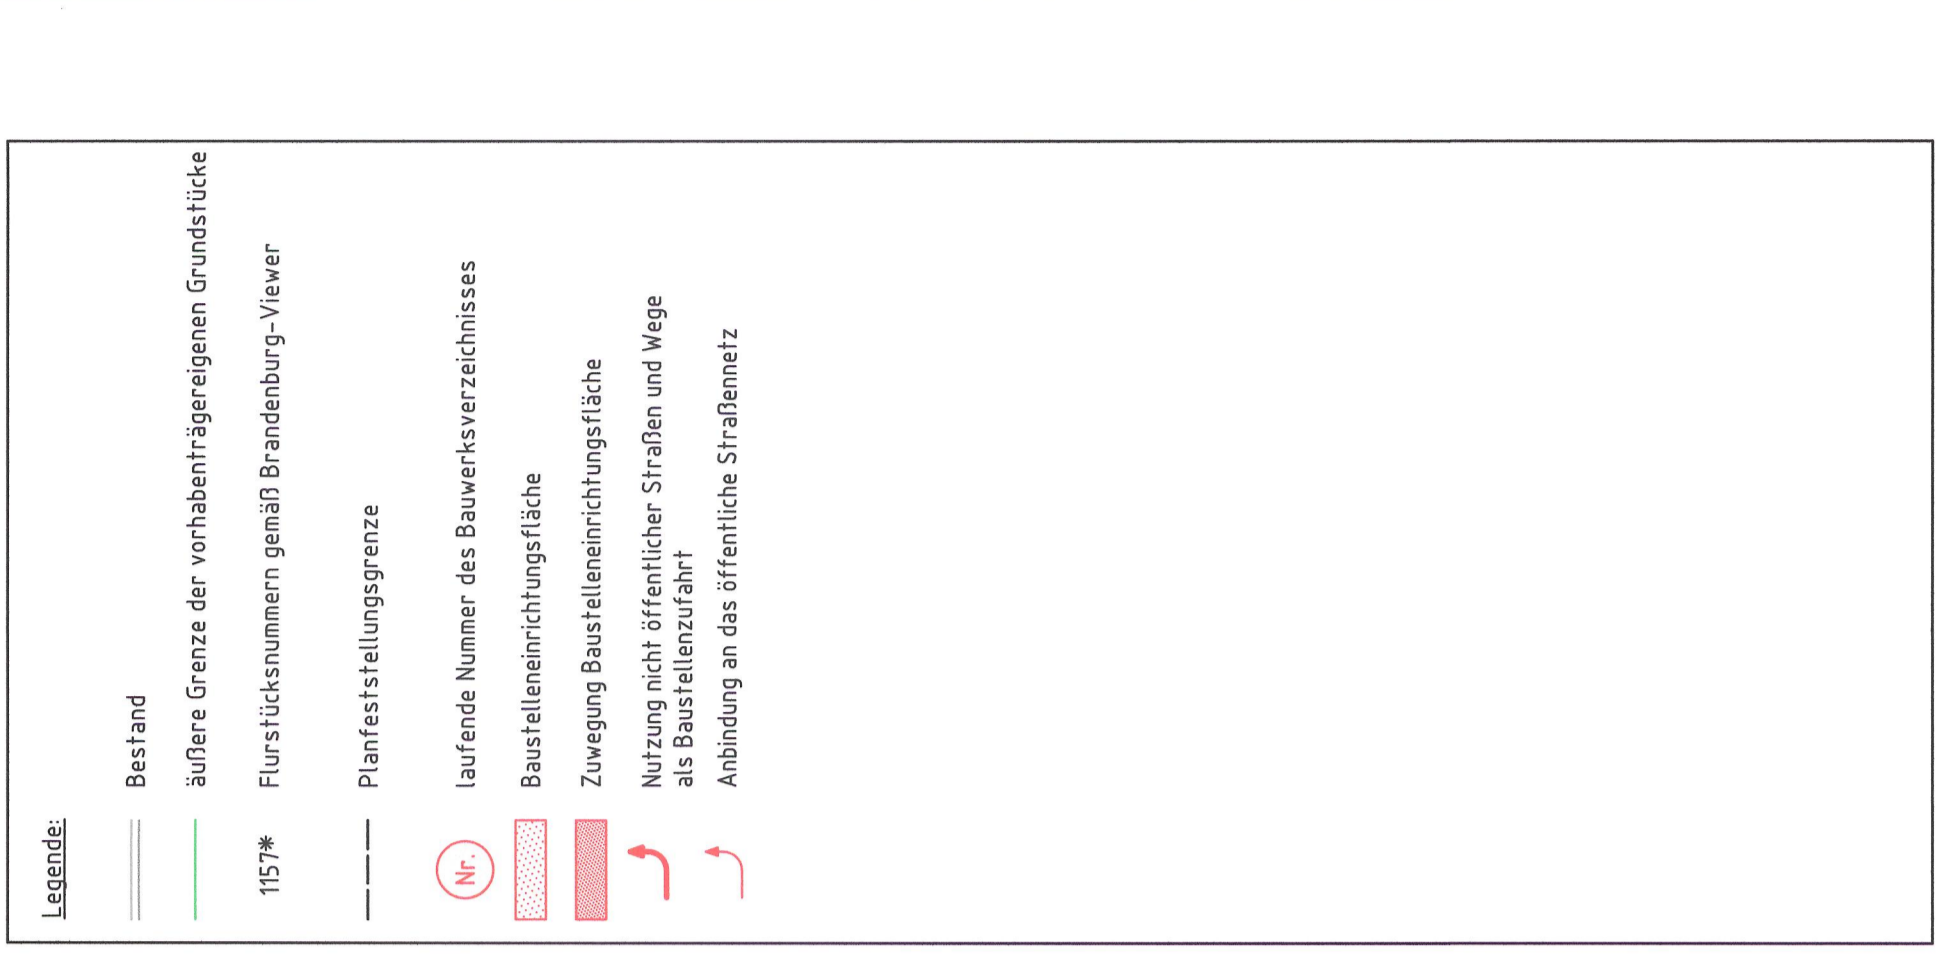 Legende:
Bestand
äußere Grenze der vorhabenträgereigenen Grundstücke
1157* Flurstücksnummern gemäß Brandenburg-Viewer
Planfeststellungsgrenze
Nr. laufende Nummer des Bauwerksverzeichnisses
Baustelleneinrichtungsfläche
Zuwegung Baustelleneinrichtungsfläche
Nutzung nicht öffentlicher Straßen und Wege
als Baustellenzufahrt
Anbindung an das öffentliche Straßennetz